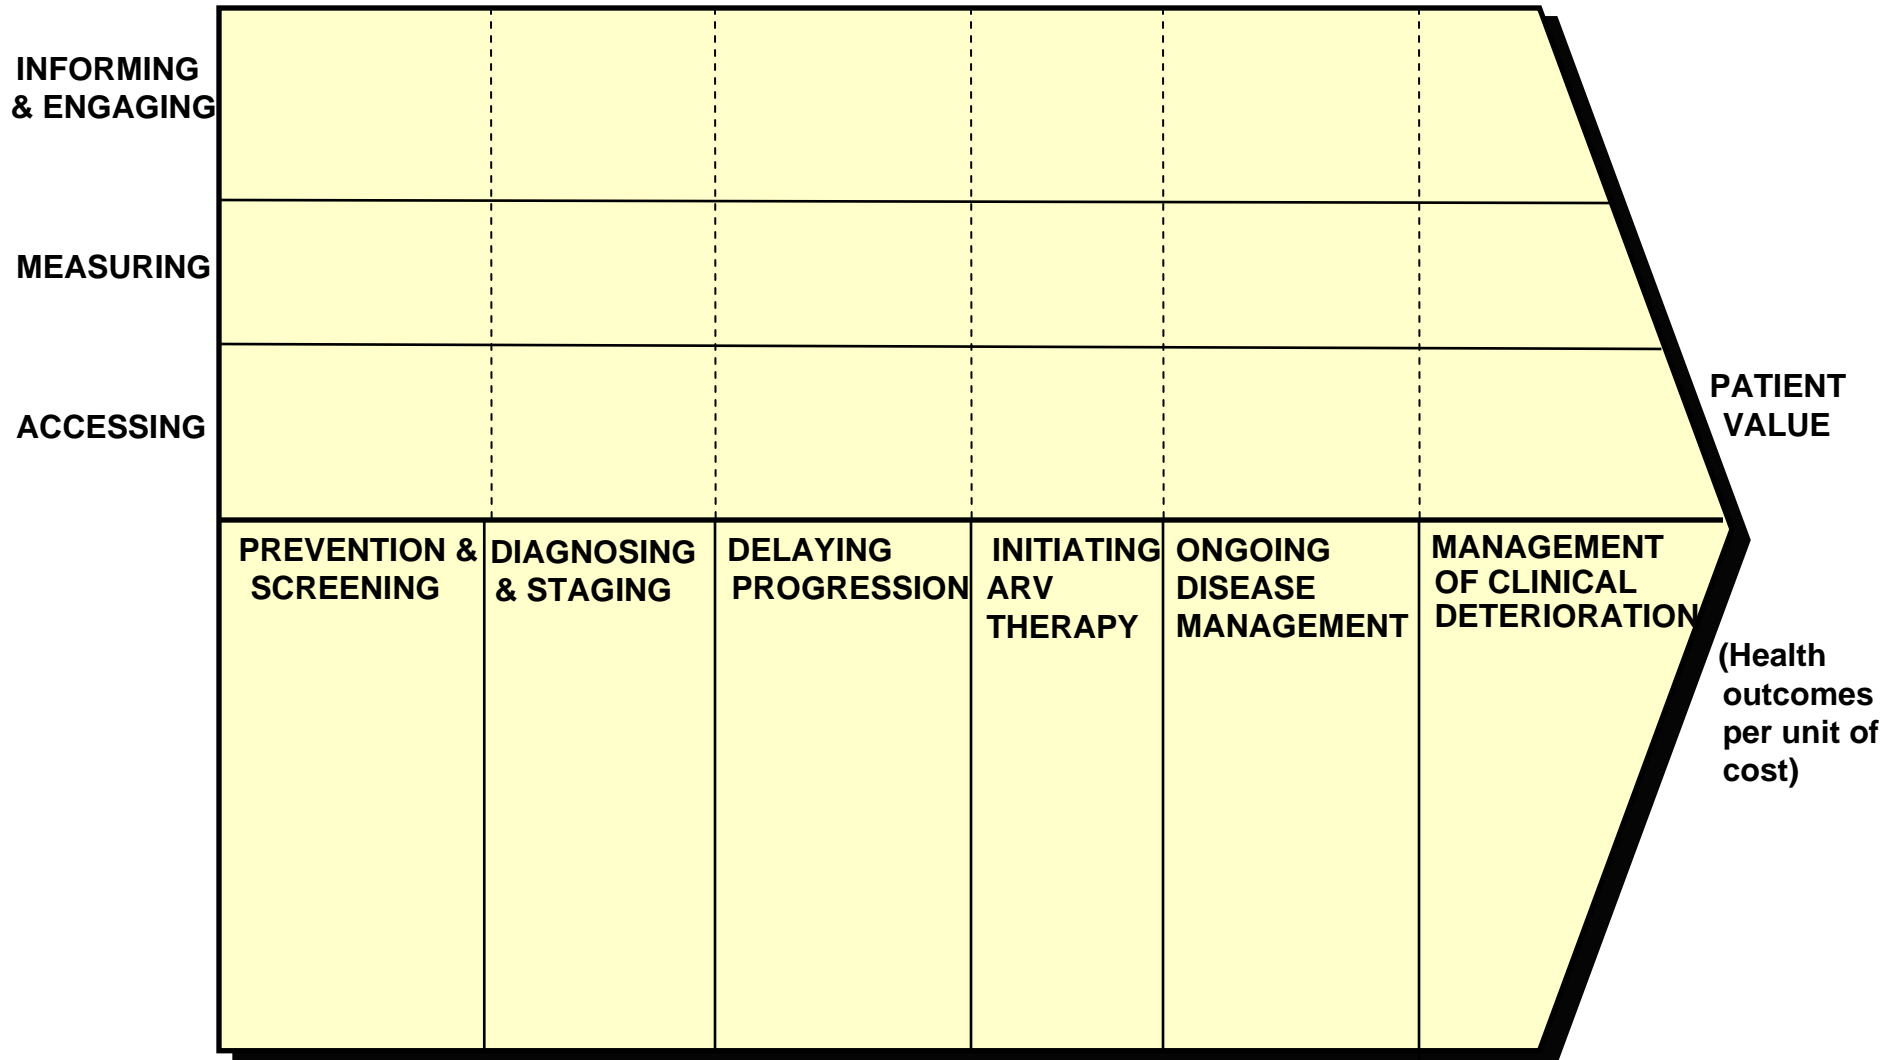 INFORMING
& ENGAGING
MEASURING
ACCESSING
PATIENT
VALUE
PREVENTION &
SCREENING
DIAGNOSING
& STAGING
DELAYING
PROGRESSION
INITIATING
ARV
THERAPY
ONGOING
DISEASE
MANAGEMENT
MANAGEMENT
OF CLINICAL
DETERIORATION
(Health
outcomes
per unit of
cost)